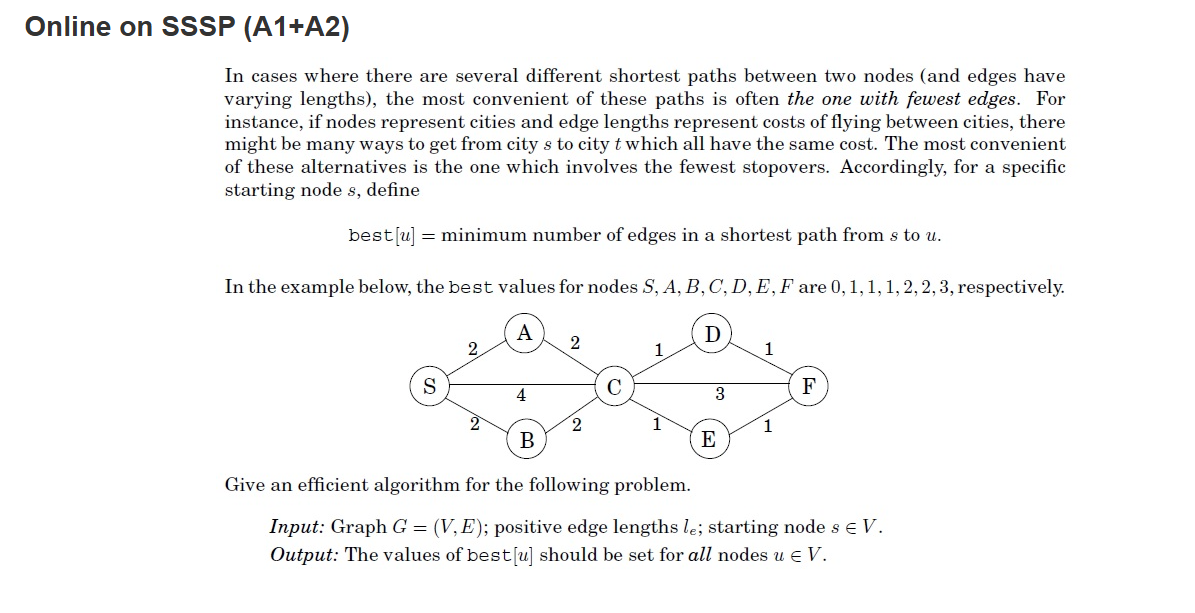 Online on SSSP (A1+A2)
In cases where there are several different shortest paths between two nodes (and edges have
varying lengths), the most convenient of these paths is often the one with fewest edges. For
instance, if nodes represent cities and edge lengths represent costs of flying between cities, there
might be many ways to get from city s to city t which all have the same cost. The most convenient
of these alternatives is the one which involves the fewest stopovers. Accordingly, for a specific
starting node s, define
best[u] = minimum number of edges in a shortest path from s to u.
In the example below, the best values for nodes S, A, B, C, D, E, F are 0, 1, 1, 1, 2, 2, 3, respectively.
A D
2 2 1 1
S C F
4 3
2 2 1 1
B E
Give an efficient algorithm for the following problem.
Input: Graph G = (V, E); positive edge lengths lₑ; starting node s ∈ V.
Output: The values of best[u] should be set for all nodes u ∈ V.